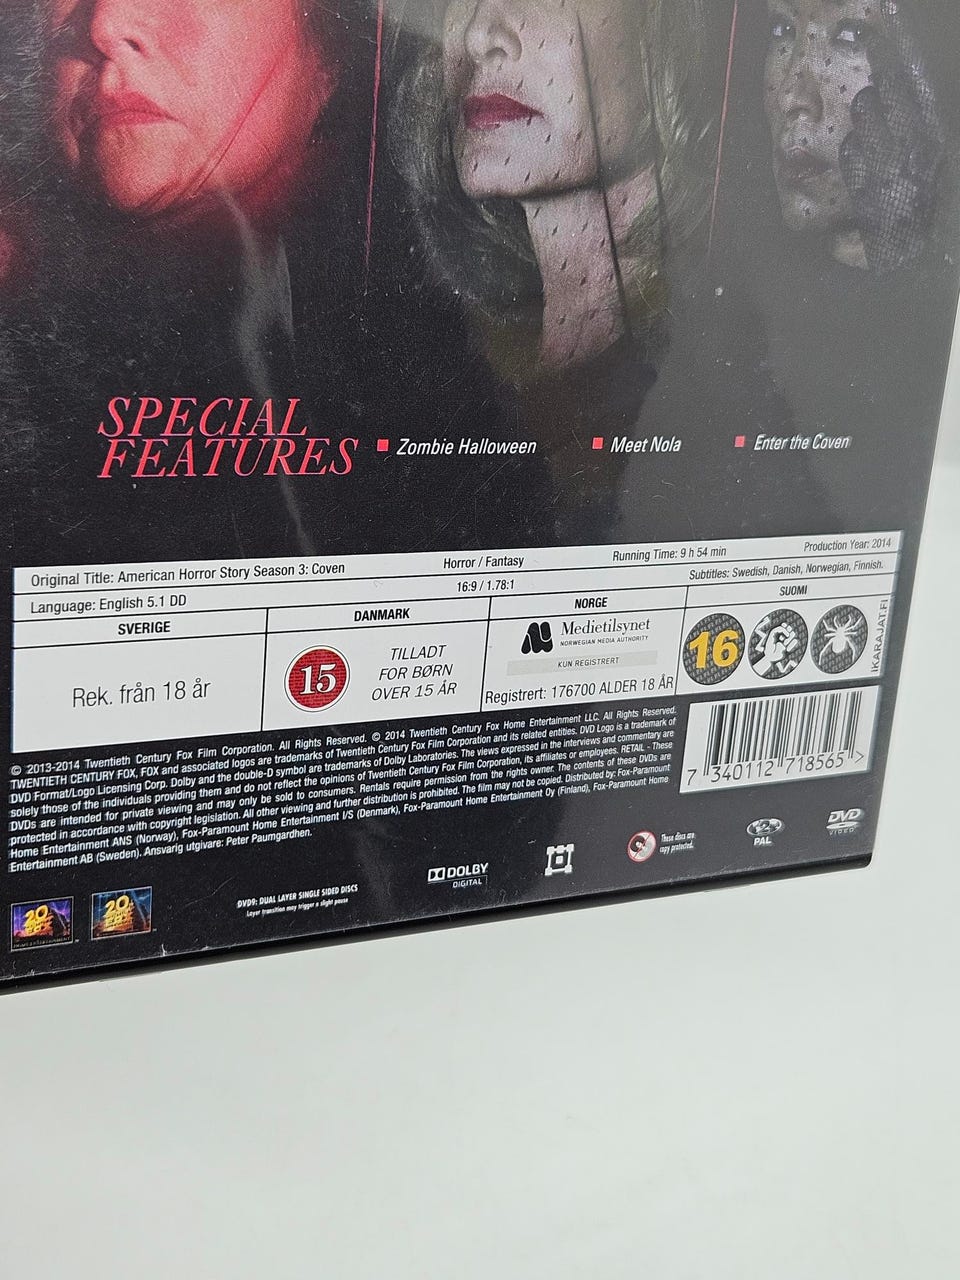 SPECIAL
FEATURES
Zombie Halloween
Meet Nola
Enter the Coven
Original Title: American Horror Story Season 3: Coven
Horror / Fantasy
Running Time: 9 h 54 min
Production Year: 2014
Language: English 5.1 DD
16:9 / 1.78:1
Subtitles: Swedish, Danish, Norwegian, Finnish.
SVERIGE
Rek. från 18 år
DANMARK
15
TILLADT
FOR BØRN
OVER 15 ÅR
NORGE
Medietilsynet
NORWEGIAN MEDIA AUTHORITY
KUN REGISTRERT
Registrert: 176700 ALDER 18 ÅR
SUOMI
16
IKARAJAT.FI
© 2013-2014 Twentieth Century Fox Film Corporation. All Rights Reserved. © 2014 Twentieth Century Fox Home Entertainment LLC. All Rights Reserved.
TWENTIETH CENTURY FOX, FOX and associated logos are trademarks of Twentieth Century Fox Film Corporation and its related entities. DVD Logo is a trademark of
DVD Format/Logo Licensing Corp. Dolby and the double-D symbol are trademarks of Dolby Laboratories. The views expressed in the interviews and commentary are
solely those of the individuals providing them and do not reflect the opinions of Twentieth Century Fox Film Corporation, its affiliates or employees. RETAIL - These
DVDs are intended for private viewing and may only be sold to consumers. Rentals require permission from the rights owner. The contents of these DVDs are
protected in accordance with copyright legislation. All other viewing and further distribution is prohibited. The film may not be copied. Distributed by: Fox-Paramount
Home Entertainment ANS (Norway), Fox-Paramount Home Entertainment I/S (Denmark), Fox-Paramount Home Entertainment Oy (Finland), Fox-Paramount Home
Entertainment AB (Sweden). Ansvarig utgivare: Peter Paumgardhen.
7 340112 718565 >
20
FOX
20
DVD9: DUAL LAYER SINGLE SIDED DISCS
Layer transition may trigger a slight pause
DOLBY
DIGITAL
These discs are
copy protected.
2
PAL
DVD
VIDEO